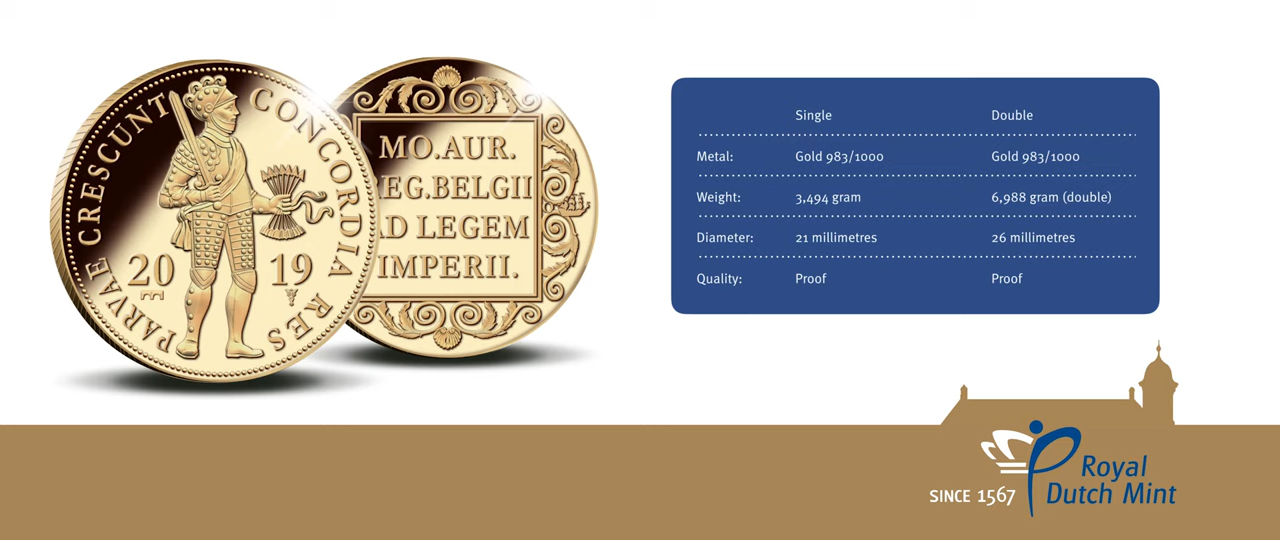 CONCORDIA RES
PARVAE CRESCUNT
20 19
MO.AUR.
REG.BELGII
AD LEGEM
IMPERII.
Single Double
Metal: Gold 983/1000 Gold 983/1000
Weight: 3,494 gram 6,988 gram (double)
Diameter: 21 millimetres 26 millimetres
Quality: Proof Proof
SINCE 1567
Royal
Dutch Mint